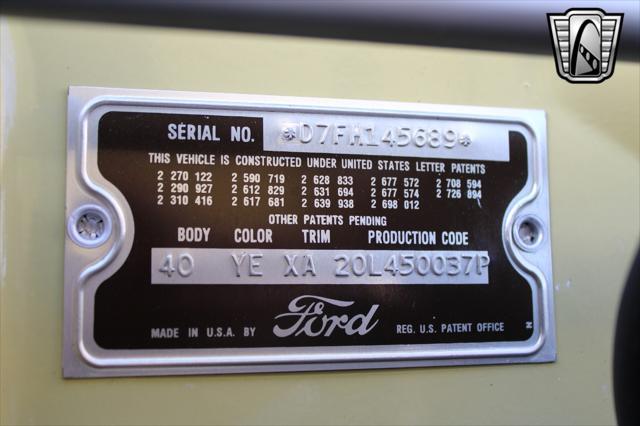 SERIAL NO. *D7FH145689*
THIS VEHICLE IS CONSTRUCTED UNDER UNITED STATES LETTER PATENTS
2 270 122 2 590 719 2 628 833 2 677 572 2 708 594
2 290 927 2 612 829 2 631 694 2 677 574 2 726 894
2 310 416 2 617 681 2 639 938 2 698 012
OTHER PATENTS PENDING
BODY COLOR TRIM PRODUCTION CODE
40 YE XA 20L450037P
MADE IN U.S.A. BY Ford REG. U.S. PATENT OFFICE